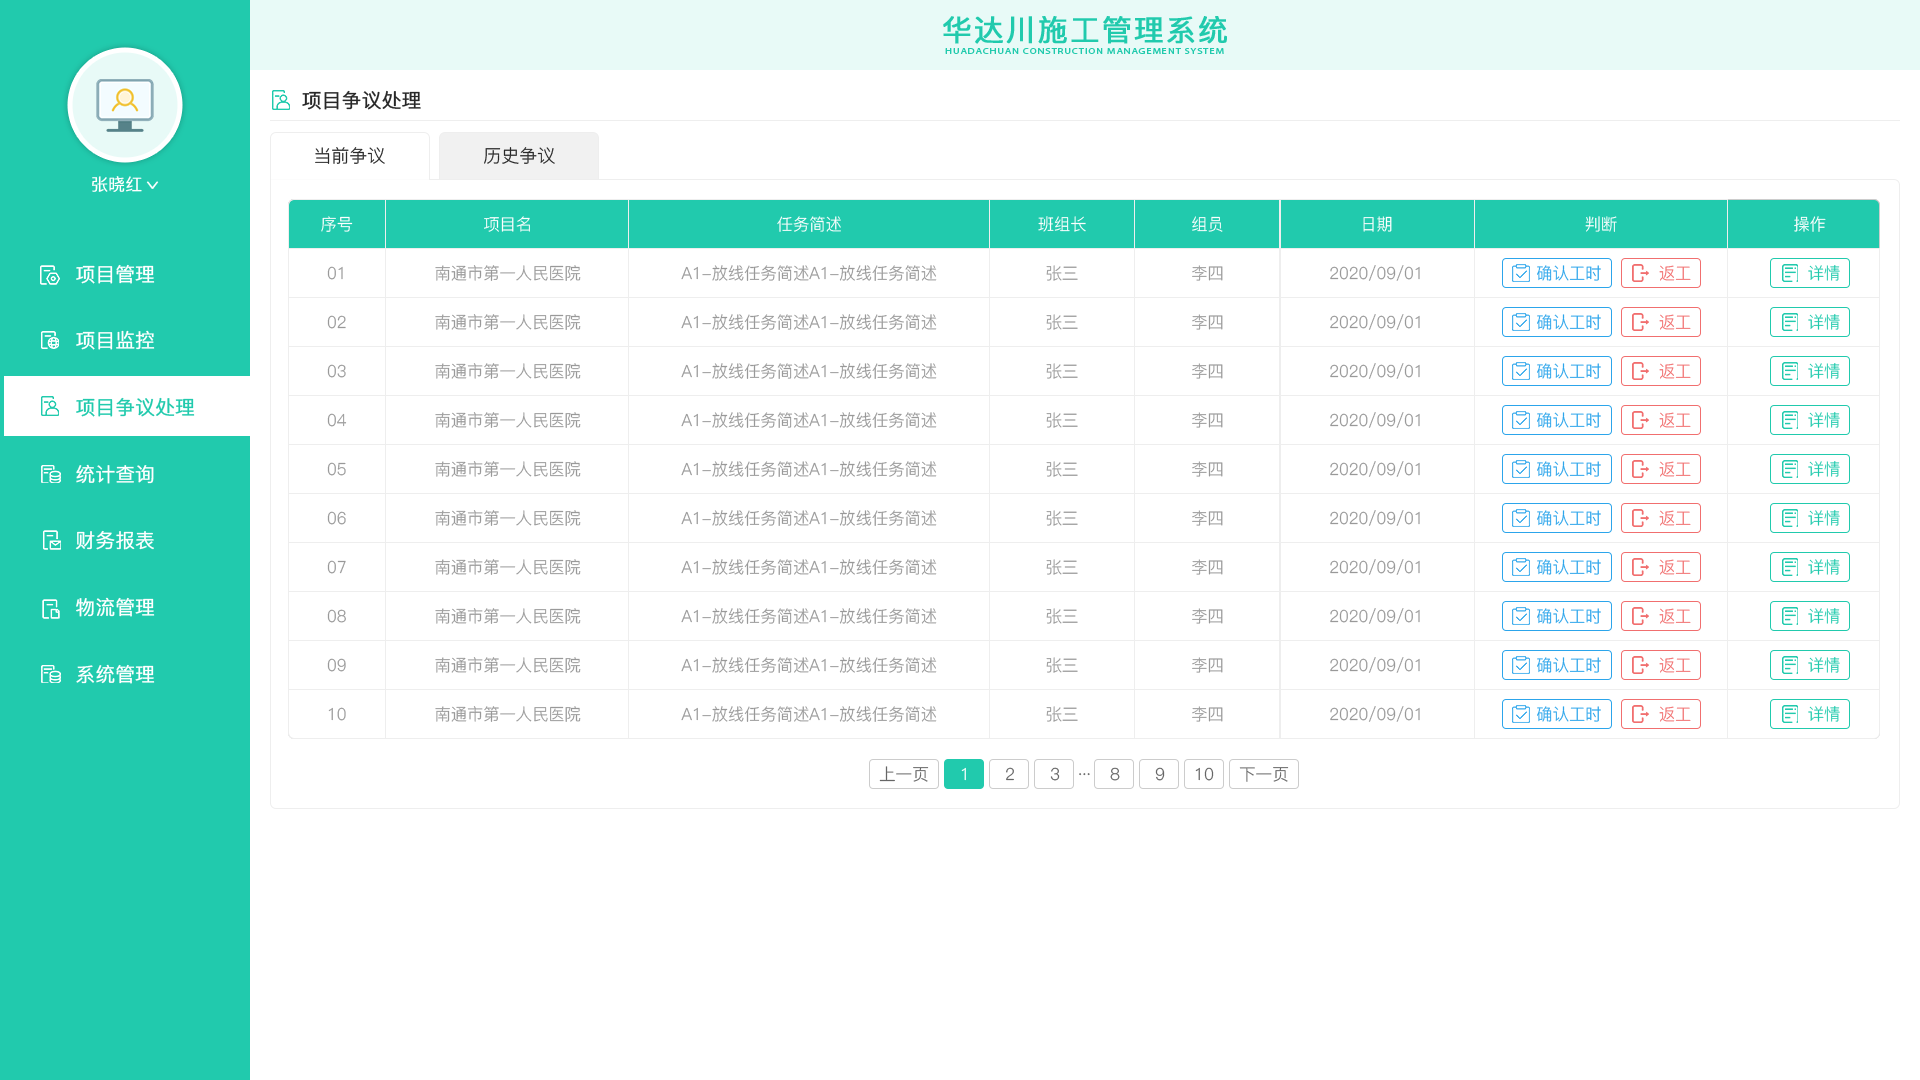 华达川施工管理系统
HUADACHUAN CONSTRUCTION MANAGEMENT SYSTEM
张晓红
项目管理
项目监控
项目争议处理
统计查询
财务报表
物流管理
系统管理
项目争议处理
当前争议 历史争议
序号 项目名 任务简述 班组长 组员 日期 判断 操作
01 南通市第一人民医院 A1-放线任务简述A1-放线任务简述 张三 李四 2020/09/01 确认工时 返工 详情
02 南通市第一人民医院 A1-放线任务简述A1-放线任务简述 张三 李四 2020/09/01 确认工时 返工 详情
03 南通市第一人民医院 A1-放线任务简述A1-放线任务简述 张三 李四 2020/09/01 确认工时 返工 详情
04 南通市第一人民医院 A1-放线任务简述A1-放线任务简述 张三 李四 2020/09/01 确认工时 返工 详情
05 南通市第一人民医院 A1-放线任务简述A1-放线任务简述 张三 李四 2020/09/01 确认工时 返工 详情
06 南通市第一人民医院 A1-放线任务简述A1-放线任务简述 张三 李四 2020/09/01 确认工时 返工 详情
07 南通市第一人民医院 A1-放线任务简述A1-放线任务简述 张三 李四 2020/09/01 确认工时 返工 详情
08 南通市第一人民医院 A1-放线任务简述A1-放线任务简述 张三 李四 2020/09/01 确认工时 返工 详情
09 南通市第一人民医院 A1-放线任务简述A1-放线任务简述 张三 李四 2020/09/01 确认工时 返工 详情
10 南通市第一人民医院 A1-放线任务简述A1-放线任务简述 张三 李四 2020/09/01 确认工时 返工 详情
上一页 1 2 3 ... 8 9 10 下一页